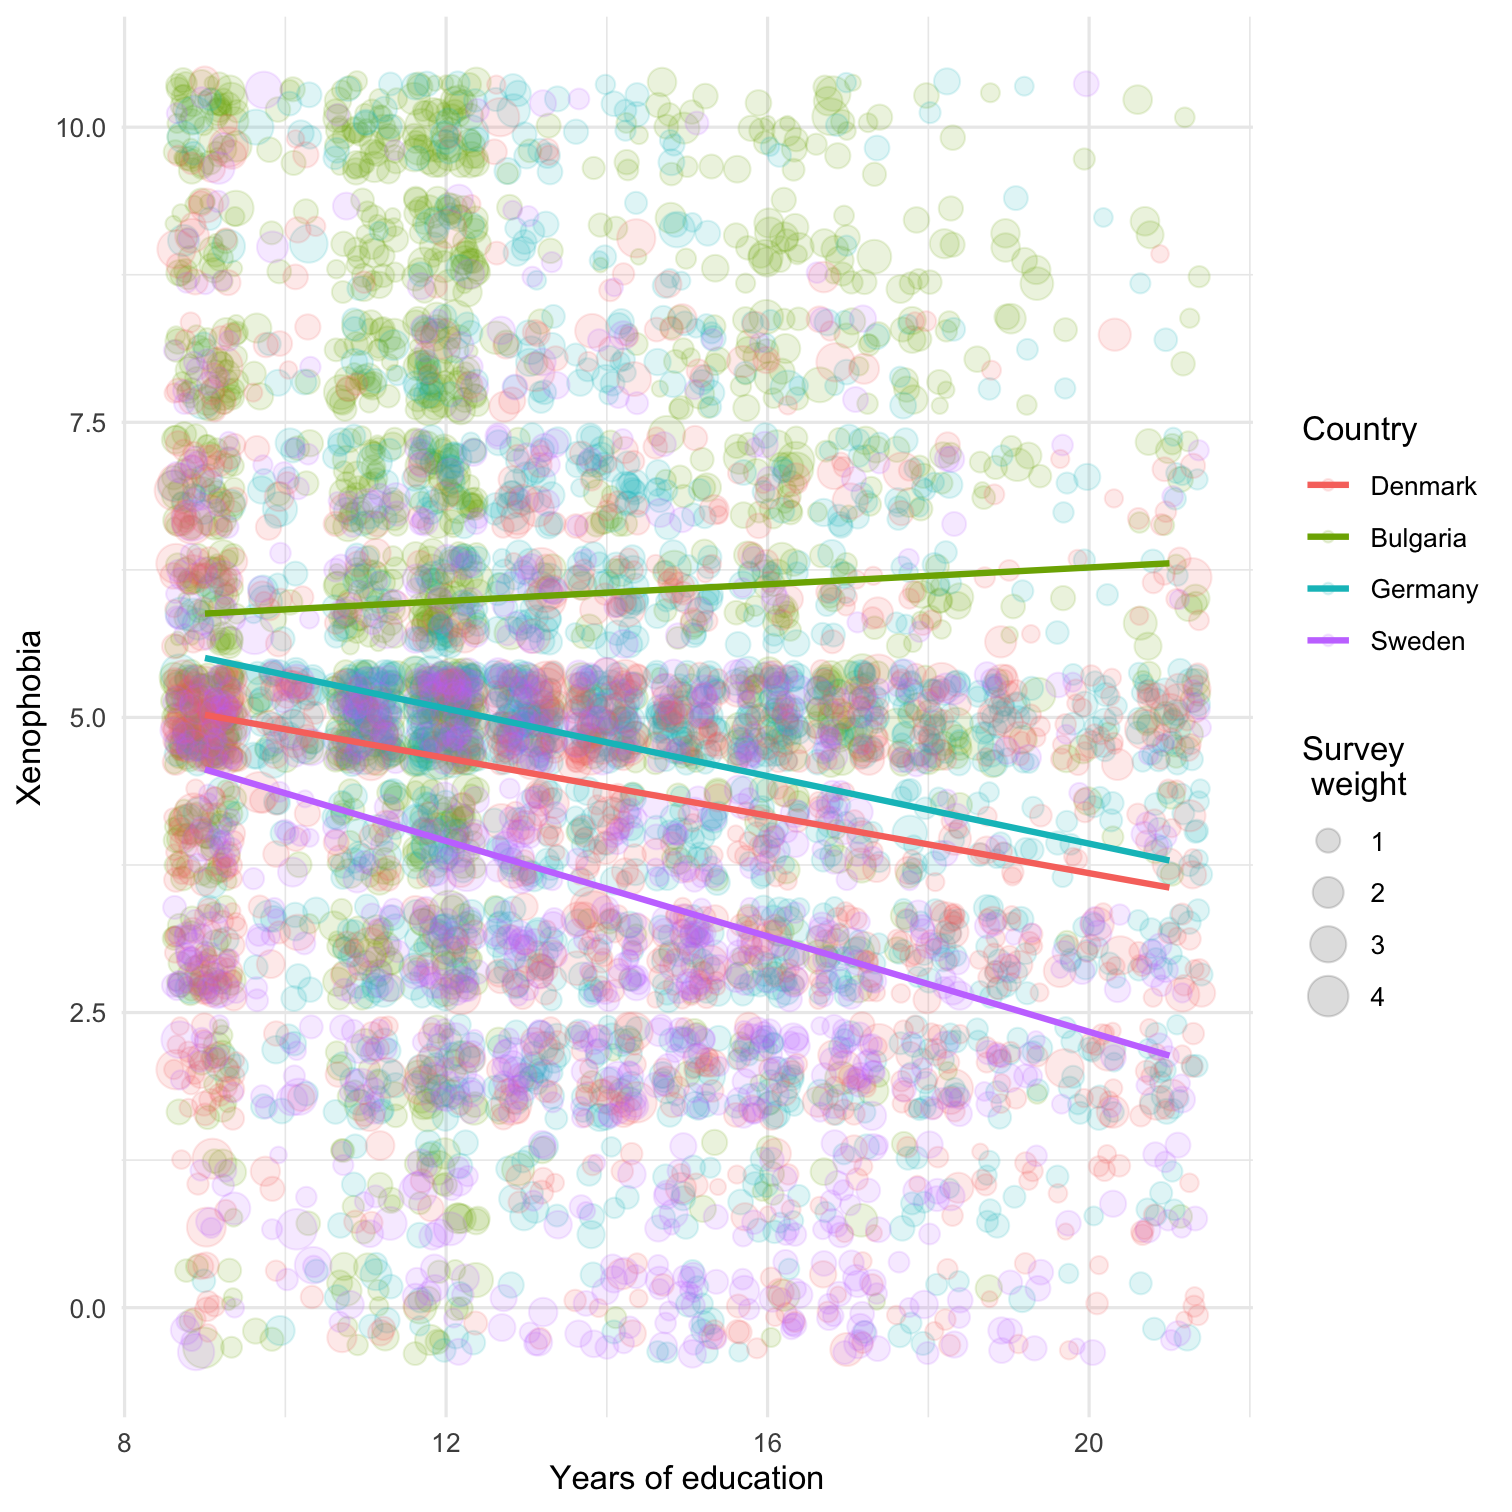 10.0
7.5
5.0
2.5
0.0
Xenophobia
8 12 16 20
Years of education
Country
Denmark
Bulgaria
Germany
Sweden
Survey
weight
1
2
3
4